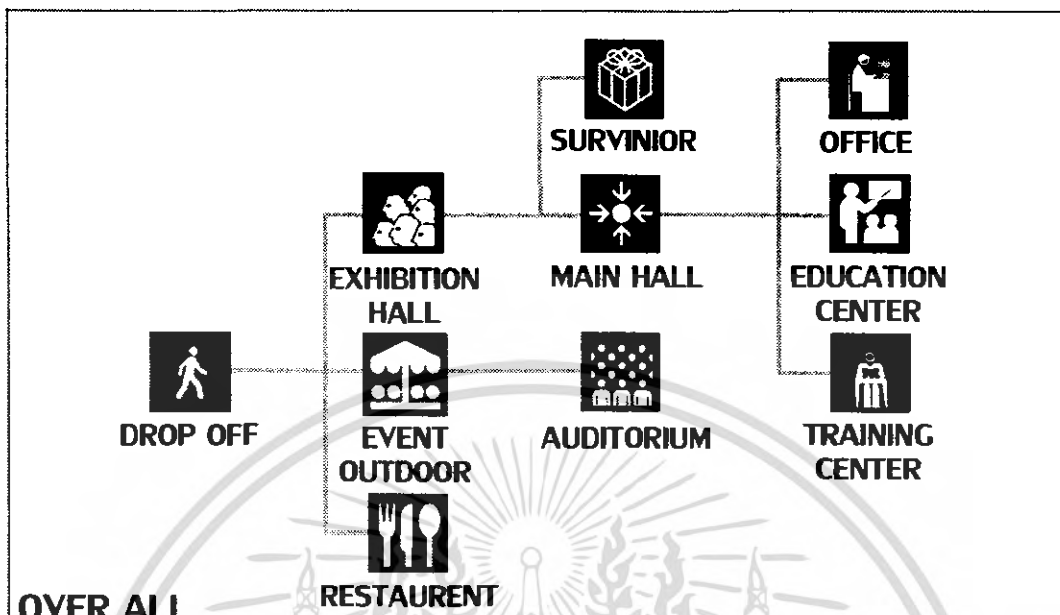 SURVINIOR
OFFICE
EXHIBITION
HALL
MAIN HALL
EDUCATION
CENTER
DROP OFF
EVENT
OUTDOOR
AUDITORIUM
TRAINING
CENTER
RESTAURENT
OVER ALL